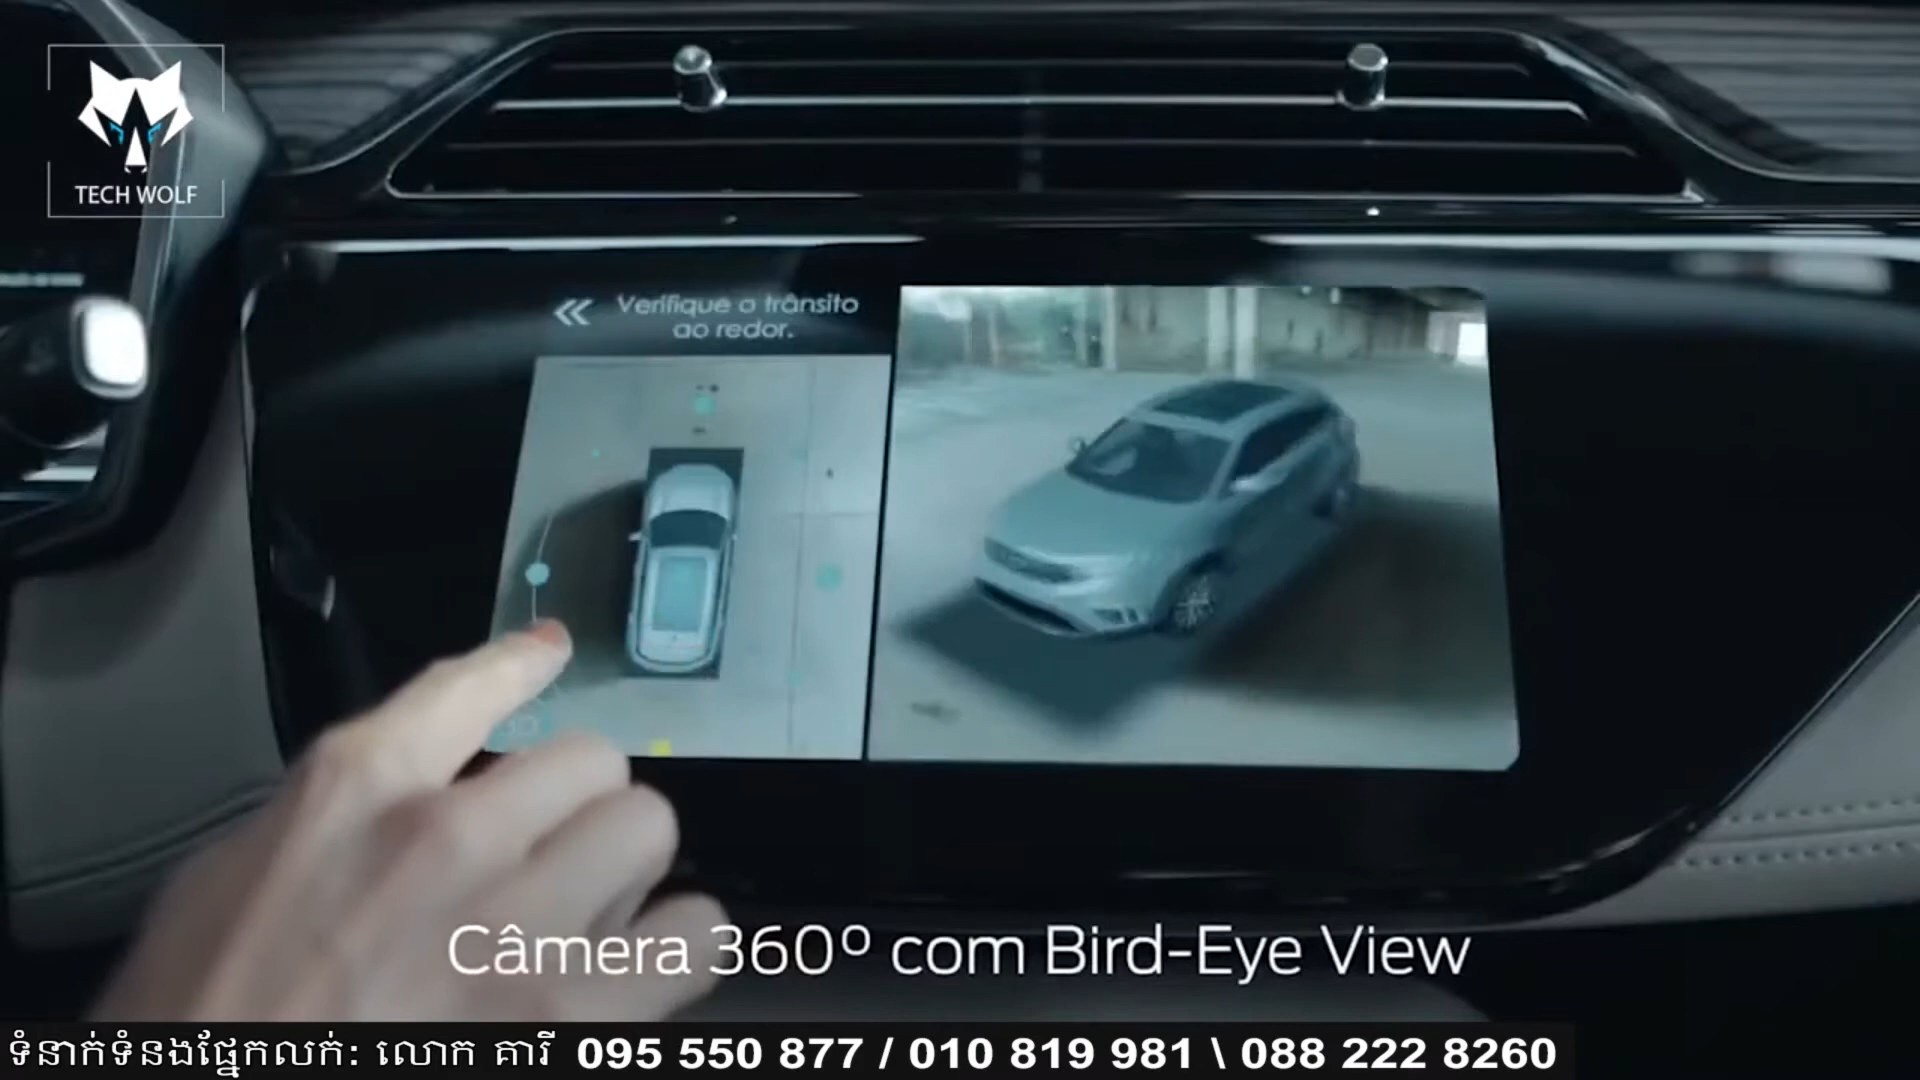 TECH WOLF
Verifique o trânsito
ao redor.
3D
Câmera 360º com Bird-Eye View
ទំនាក់ទំនងផ្នែកលក់: លោក គារី 095 550 877 / 010 819 981 \ 088 222 8260